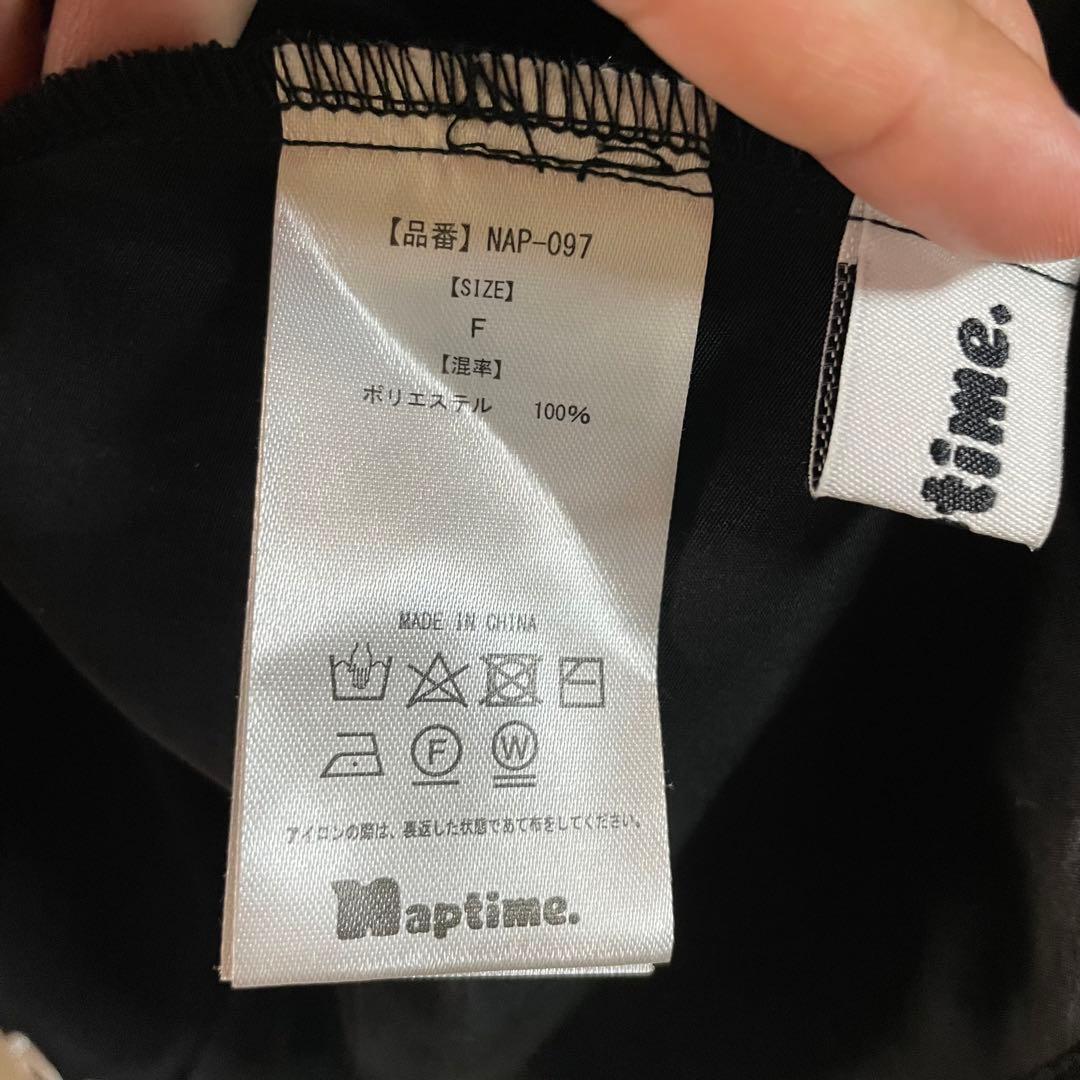 【品番】NAP-097
【SIZE】
F
【混率】
ポリエステル 100%
MADE IN CHINA
F W
アイロンの際は、裏返した状態であて布をしてください。
Naptime.
time.